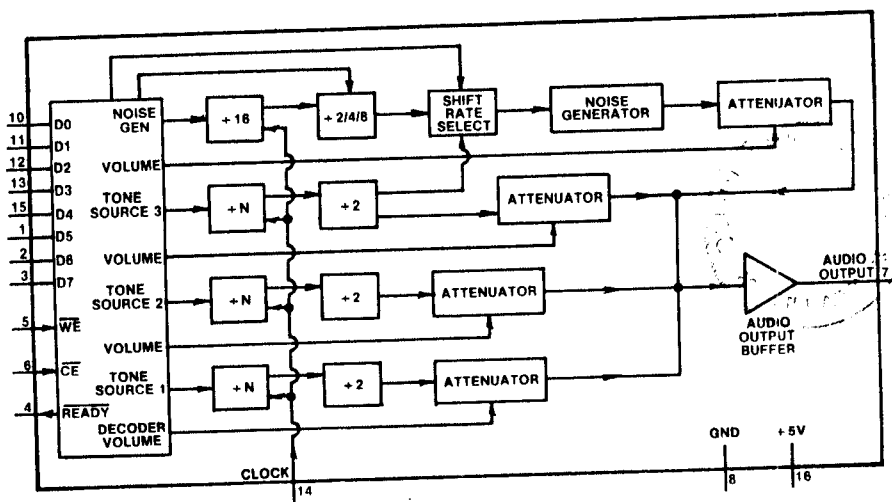 10
D0
11
D1
12
D2
13
D3
15
D4
1
D5
2
D6
3
D7
5
WE
6
CE
4
READY
NOISE
GEN
VOLUME
TONE
SOURCE 3
VOLUME
TONE
SOURCE 2
VOLUME
TONE
SOURCE 1
DECODER
VOLUME
÷ 16
÷ 2/4/8
SHIFT
RATE
SELECT
NOISE
GENERATOR
ATTENUATOR
÷ N
÷ 2
ATTENUATOR
÷ N
÷ 2
ATTENUATOR
÷ N
÷ 2
ATTENUATOR
AUDIO
OUTPUT 7
AUDIO
OUTPUT
BUFFER
CLOCK
14
GND
8
+5V
16